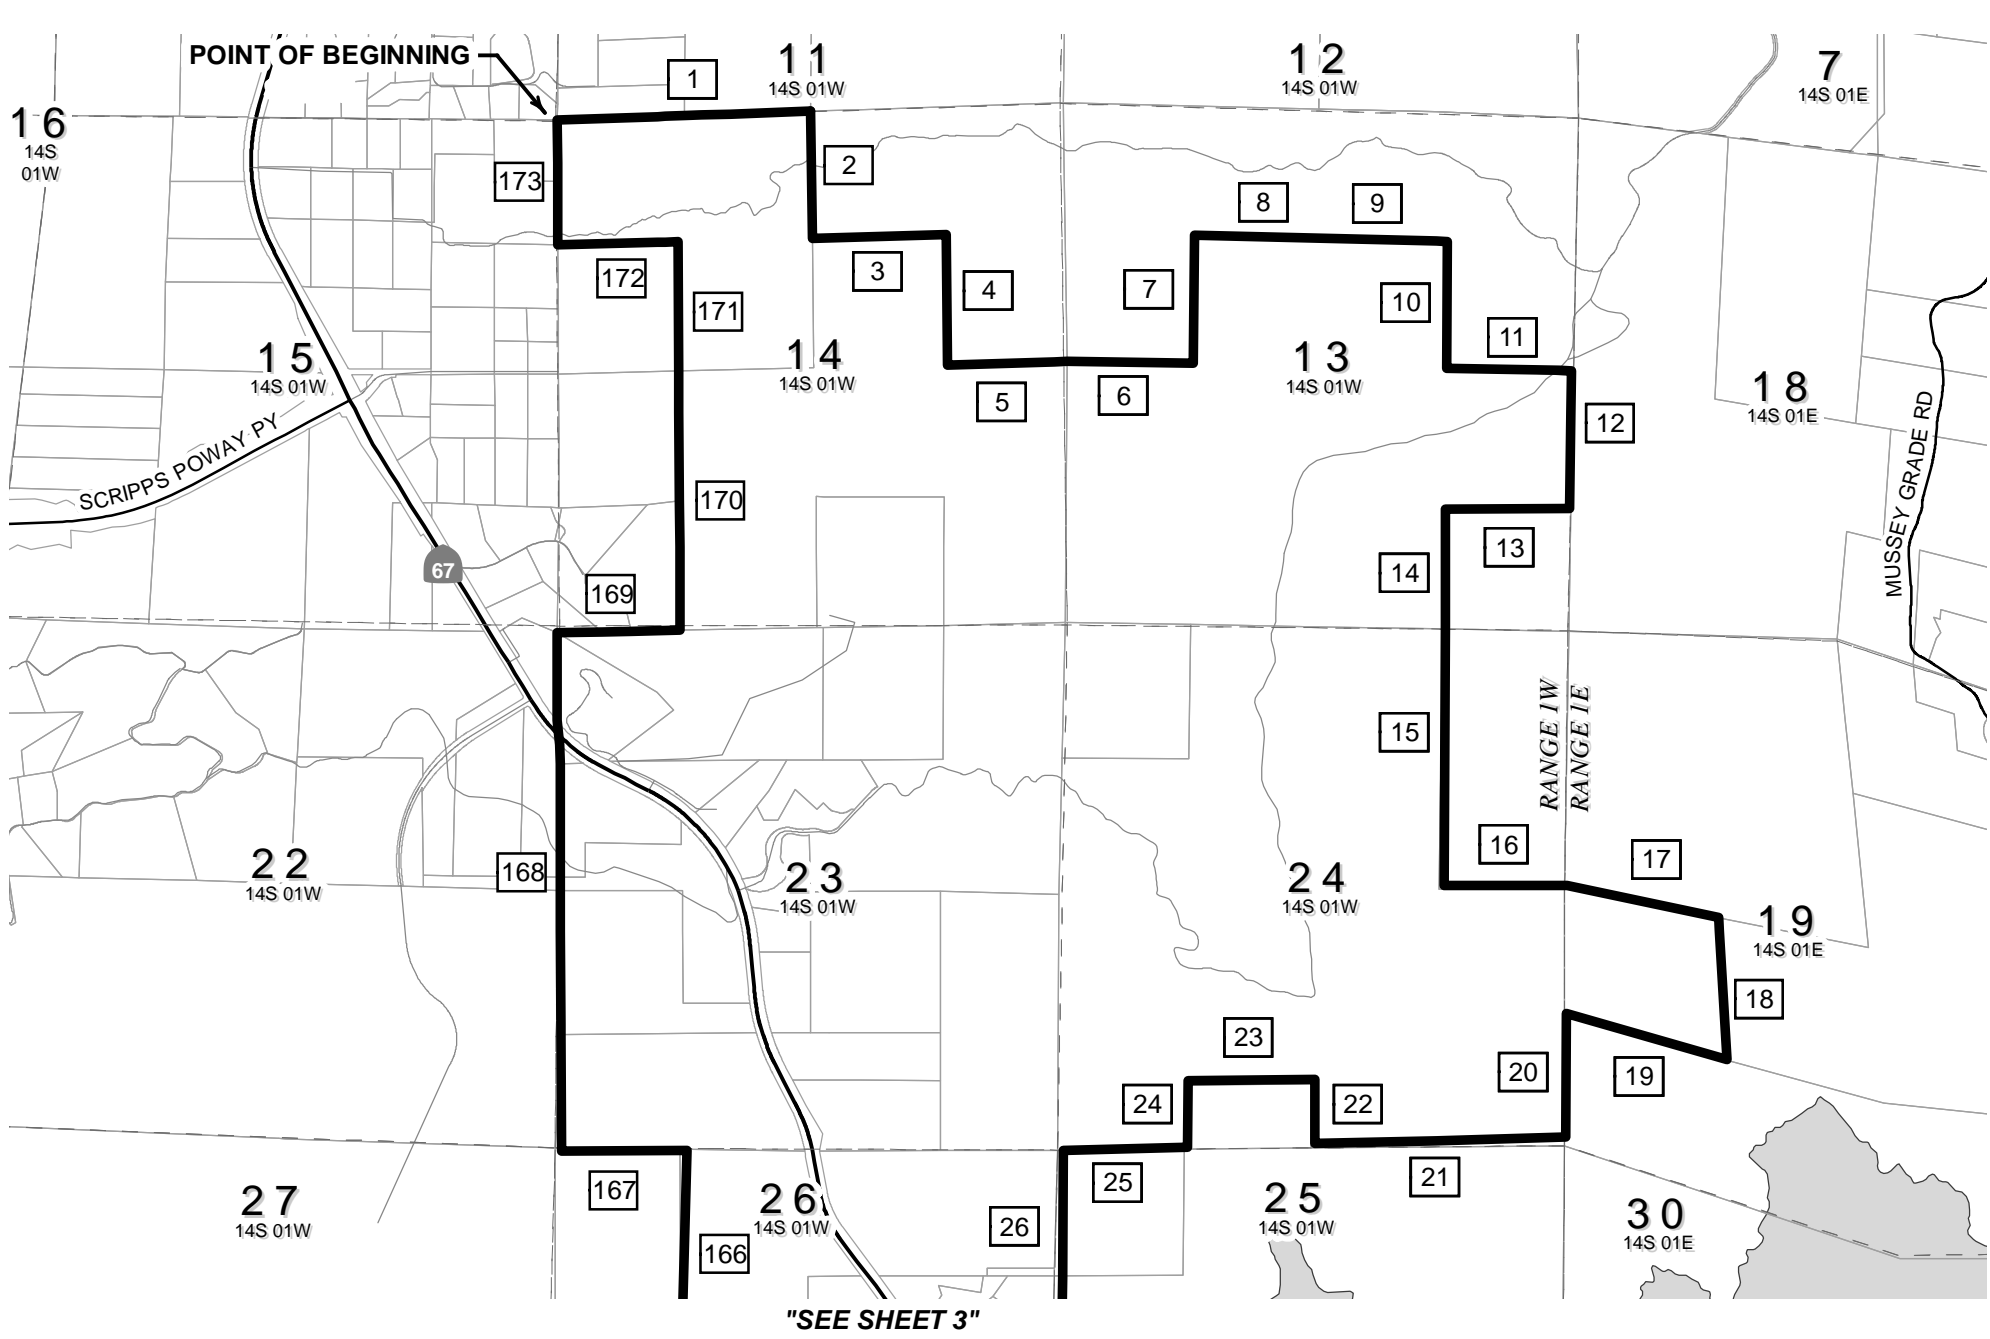 POINT OF BEGINNING
1
11
14S 01W
12
14S 01W
7
14S 01E
16
14S
01W
173
2
8
9
172
171
3
4
7
10
11
15
14S 01W
14
14S 01W
13
14S 01W
18
14S 01E
5
6
12
SCRIPPS POWAY PY
MUSSEY GRADE RD
170
67
169
13
14
15
RANGE 1W
RANGE 1E
16
17
22
14S 01W
168
23
14S 01W
24
14S 01W
19
14S 01E
18
23
20
19
24
22
27
14S 01W
167
26
14S 01W
25
25
14S 01W
21
30
14S 01E
26
166
"SEE SHEET 3"